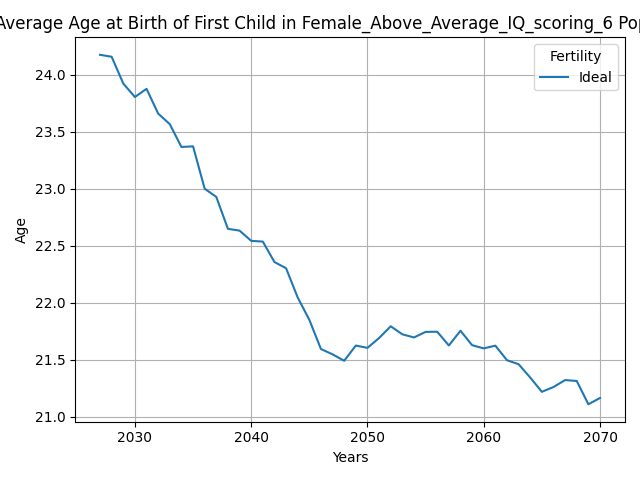 Average Age at Birth of First Child in Female_Above_Average_IQ_scoring_6
Fertility
Ideal
24.0
23.5
23.0
22.5
22.0
21.5
21.0
Age
2030 2040 2050 2060 2070
Years